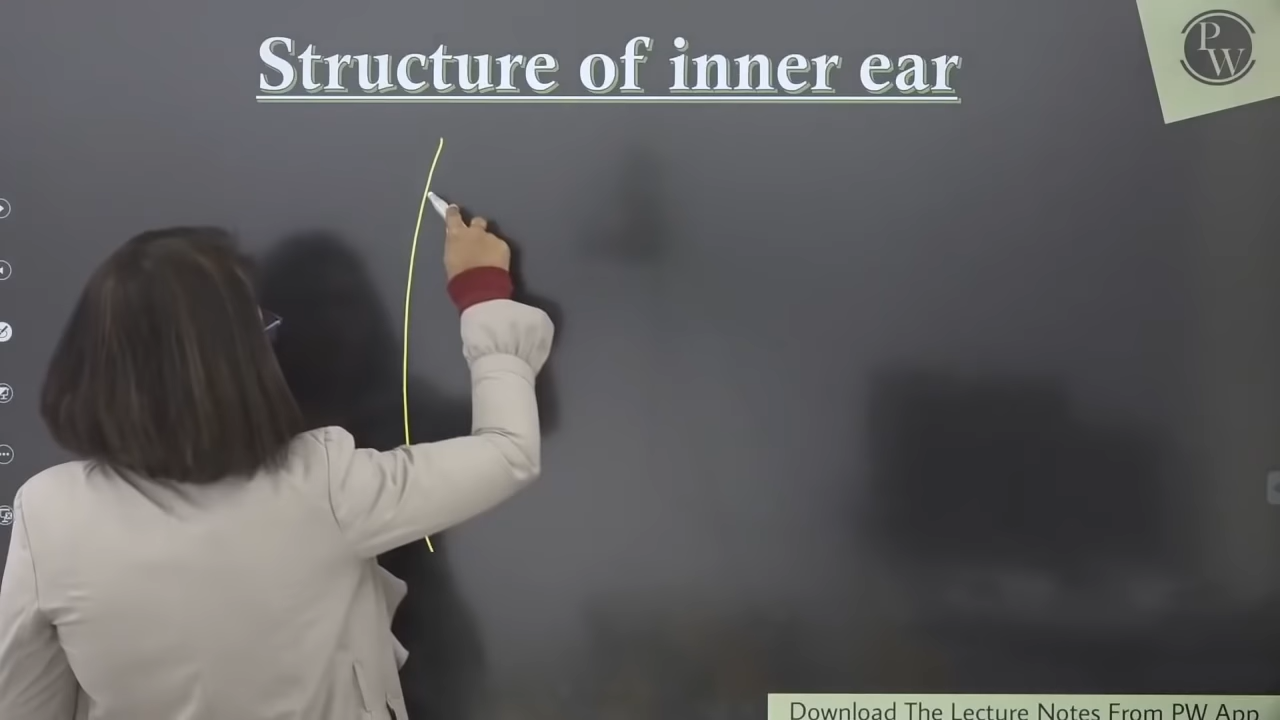 Structure of inner ear
PW
Download The Lecture Notes From PW App